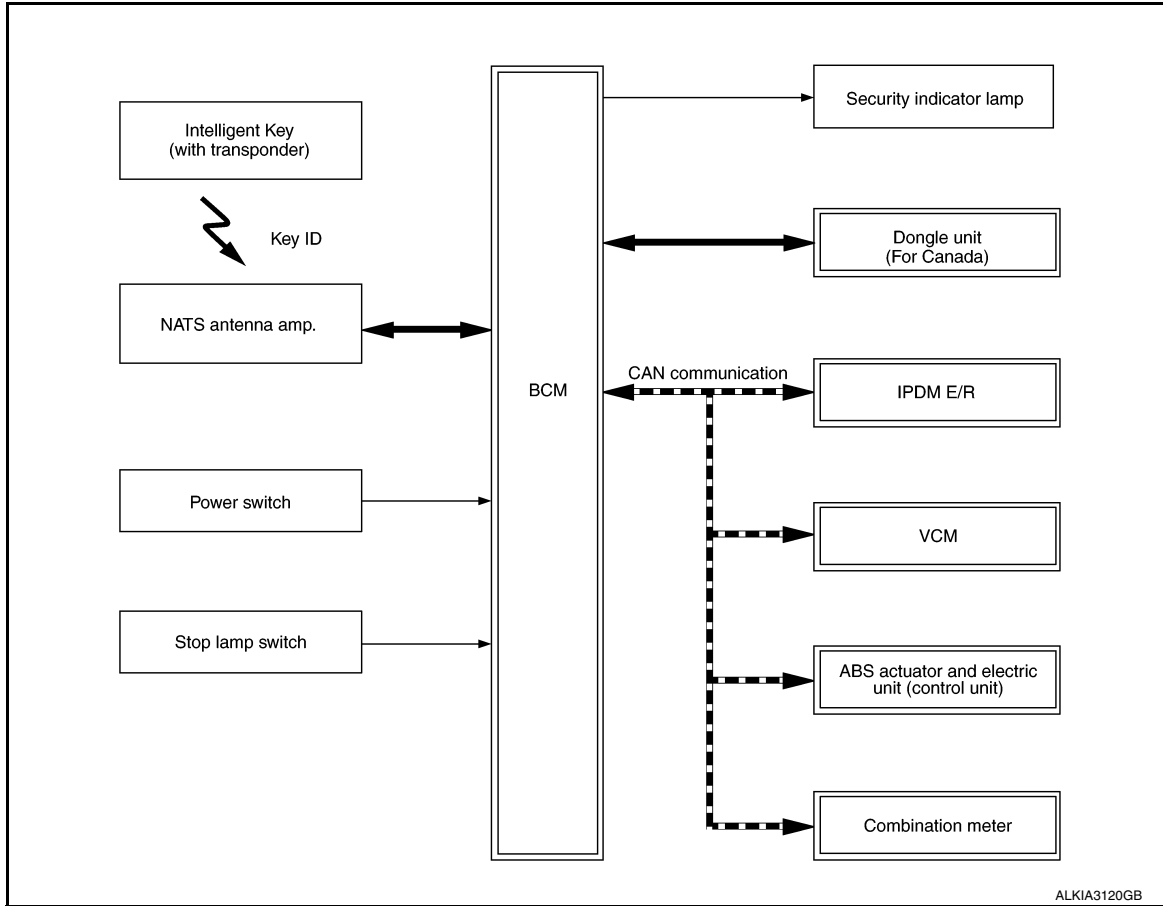 Intelligent Key
(with transponder)
Key ID
NATS antenna amp.
Power switch
Stop lamp switch
BCM
CAN communication
Security indicator lamp
Dongle unit
(For Canada)
IPDM E/R
VCM
ABS actuator and electric
unit (control unit)
Combination meter
ALKIA3120GB